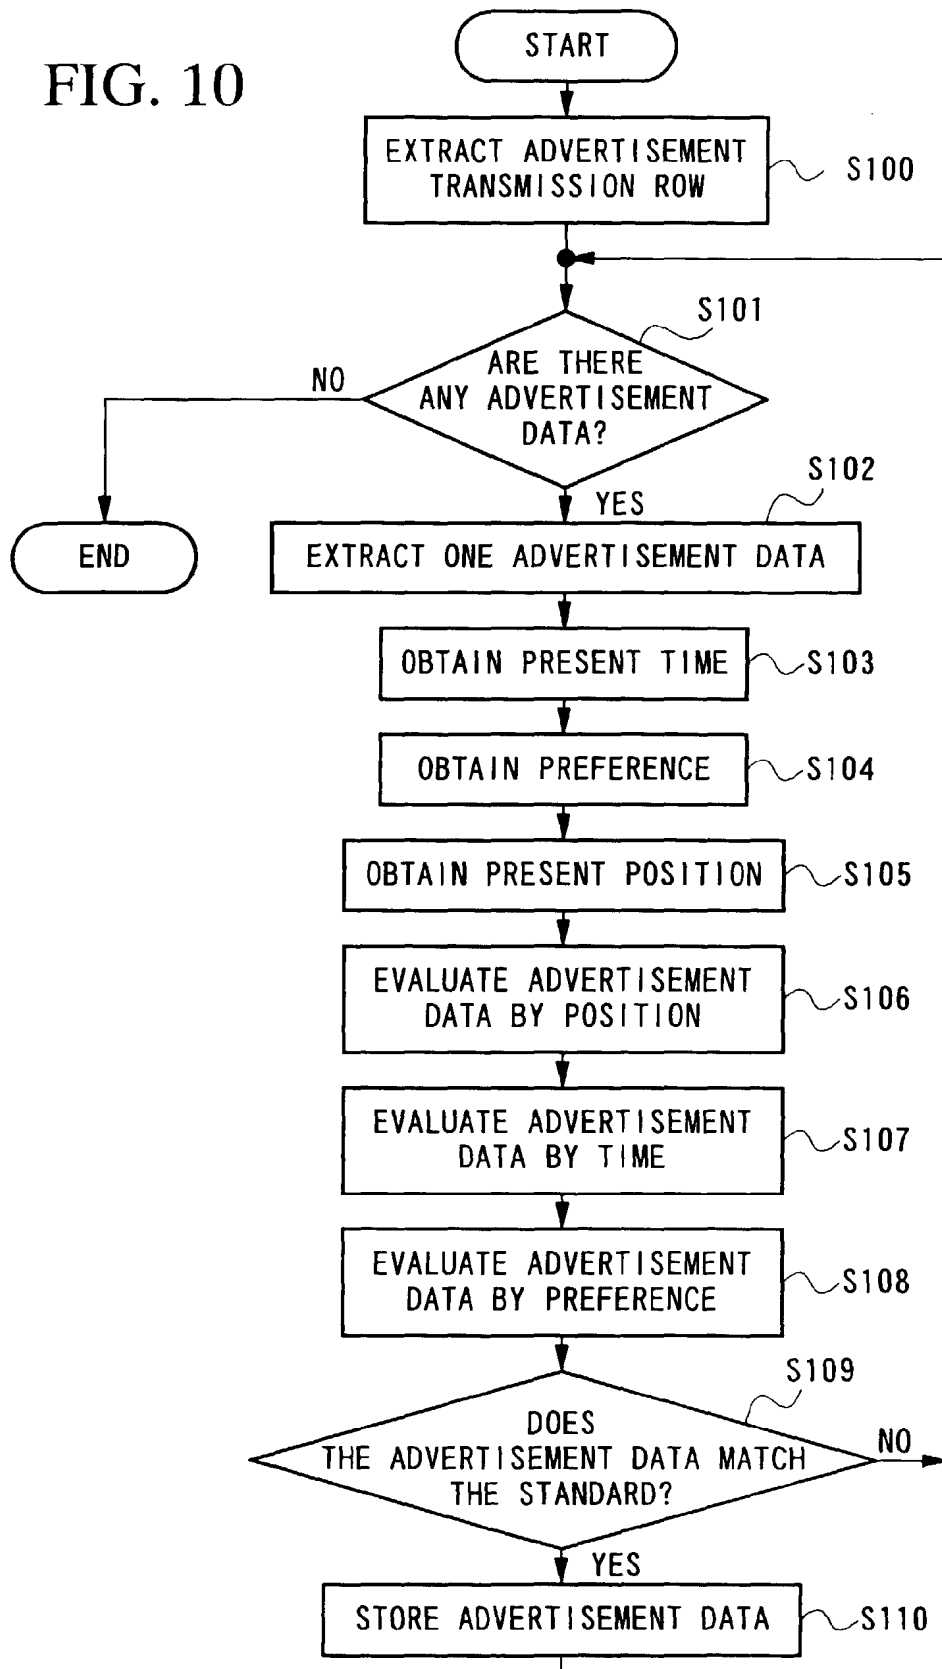 FIG. 10
START
EXTRACT ADVERTISEMENT
TRANSMISSION ROW
S100
S101
ARE THERE
ANY ADVERTISEMENT
DATA?
NO
YES
END
S102
EXTRACT ONE ADVERTISEMENT DATA
OBTAIN PRESENT TIME
S103
OBTAIN PREFERENCE
S104
OBTAIN PRESENT POSITION
S105
EVALUATE ADVERTISEMENT
DATA BY POSITION
S106
EVALUATE ADVERTISEMENT
DATA BY TIME
S107
EVALUATE ADVERTISEMENT
DATA BY PREFERENCE
S108
S109
DOES
THE ADVERTISEMENT DATA MATCH
THE STANDARD?
NO
YES
STORE ADVERTISEMENT DATA
S110